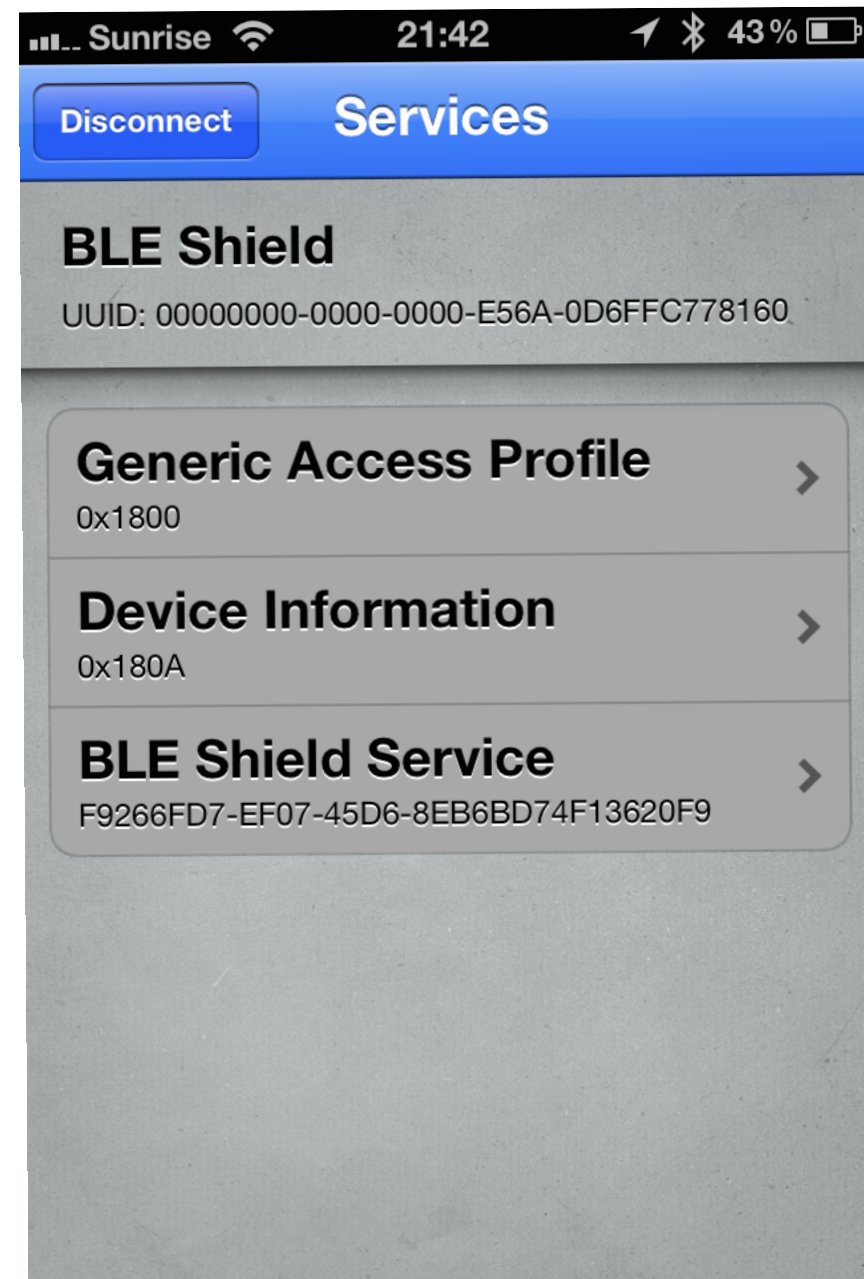 Sunrise 21:42 43%
Disconnect Services
BLE Shield
UUID: 00000000-0000-0000-E56A-0D6FFC778160
Generic Access Profile
0x1800
Device Information
0x180A
BLE Shield Service
F9266FD7-EF07-45D6-8EB6BD74F13620F9